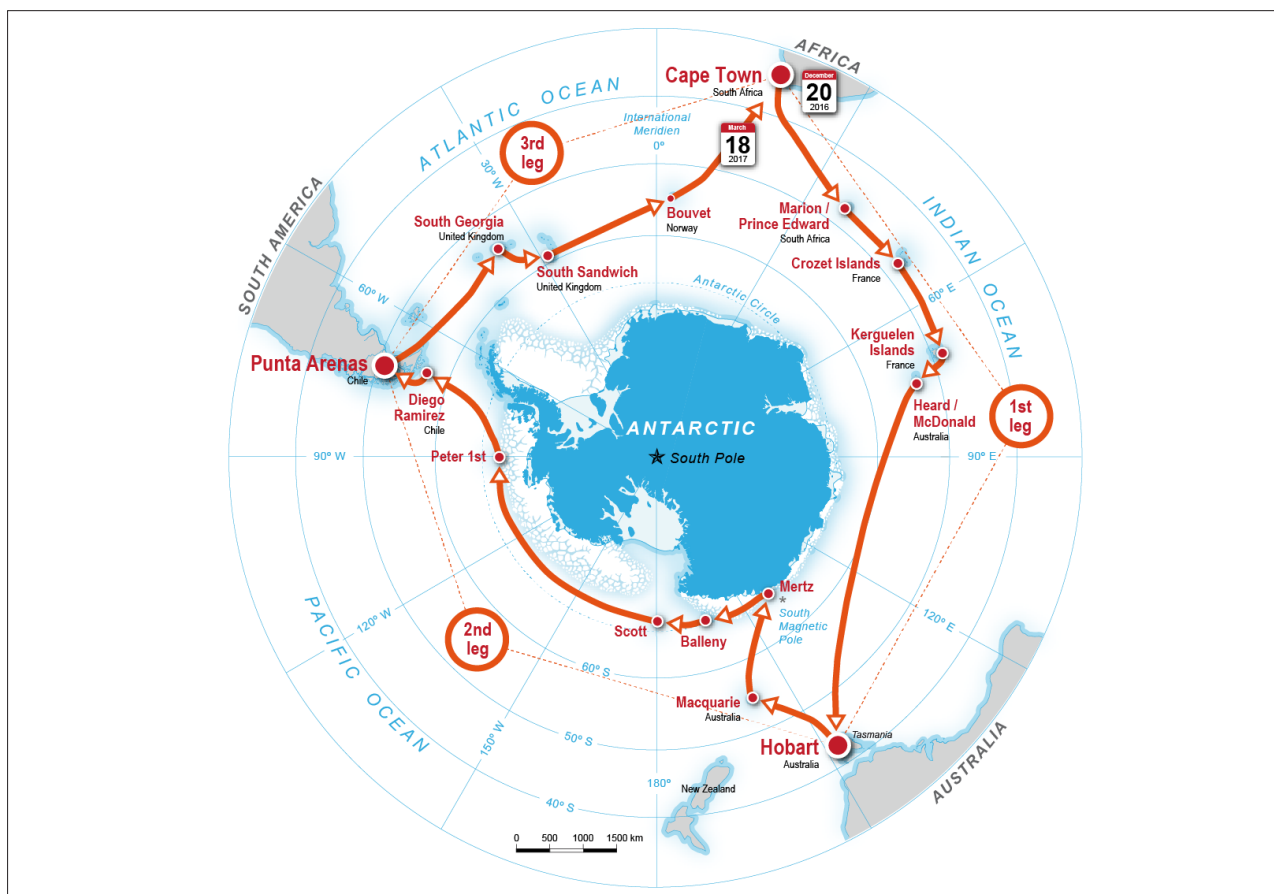 AFRICA
Cape Town
South Africa
December
20
2016
ATLANTIC OCEAN
International
Meridien
0°
March
18
2017
3rd
leg
30° W
SOUTH AMERICA
South Georgia
United Kingdom
Bouvet
Norway
Marion /
Prince Edward
South Africa
INDIAN OCEAN
South Sandwich
United Kingdom
Crozet Islands
France
Antarctic Circle
60° E
60° W
Kerguelen
Islands
France
Punta Arenas
Chile
Diego
Ramirez
Chile
Heard /
McDonald
Australia
1st
leg
ANTARCTIC
South Pole
90° W
Peter 1st
90° E
Mertz
*
South
Magnetic
Pole
120° E
PACIFIC OCEAN
120° W
2nd
leg
Scott
Balleny
60° S
Macquarie
Australia
150° W
50° S
Hobart
Australia
Tasmania
AUSTRALIA
180°
New Zealand
40° S
0 500 1000 1500 km